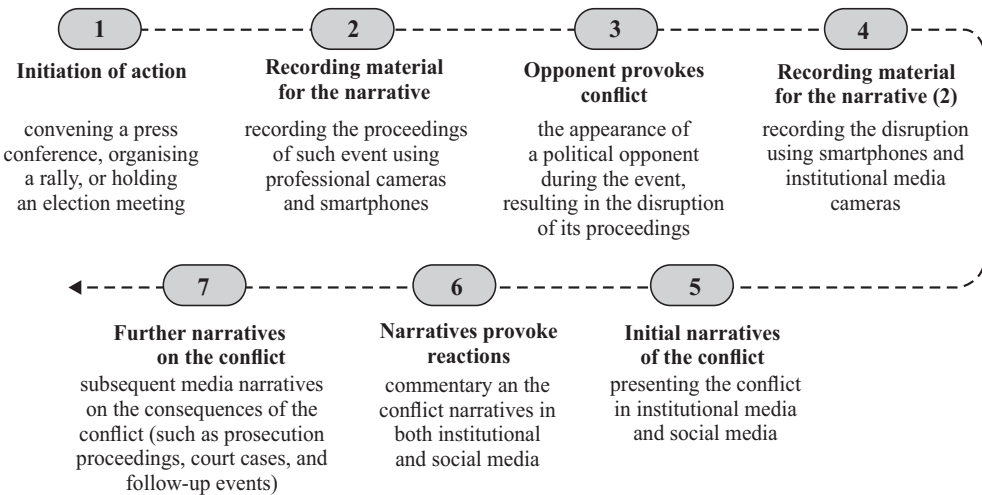 1
Initiation of action
convening a press
conference, organising
a rally, or holding
an election meeting
2
Recording material
for the narrative
recording the proceedings
of such event using
professional cameras
and smartphones
3
Opponent provokes
conflict
the appearance of
a political opponent
during the event,
resulting in the disruption
of its proceedings
4
Recording material
for the narrative (2)
recording the disruption
using smartphones and
institutional media
cameras
5
Initial narratives
of the conflict
presenting the conflict
in institutional media
and social media
6
Narratives provoke
reactions
commentary an the
conflict narratives in
both institutional
and social media
7
Further narratives
on the conflict
subsequent media narratives
on the consequences of the
conflict (such as prosecution
proceedings, court cases, and
follow-up events)